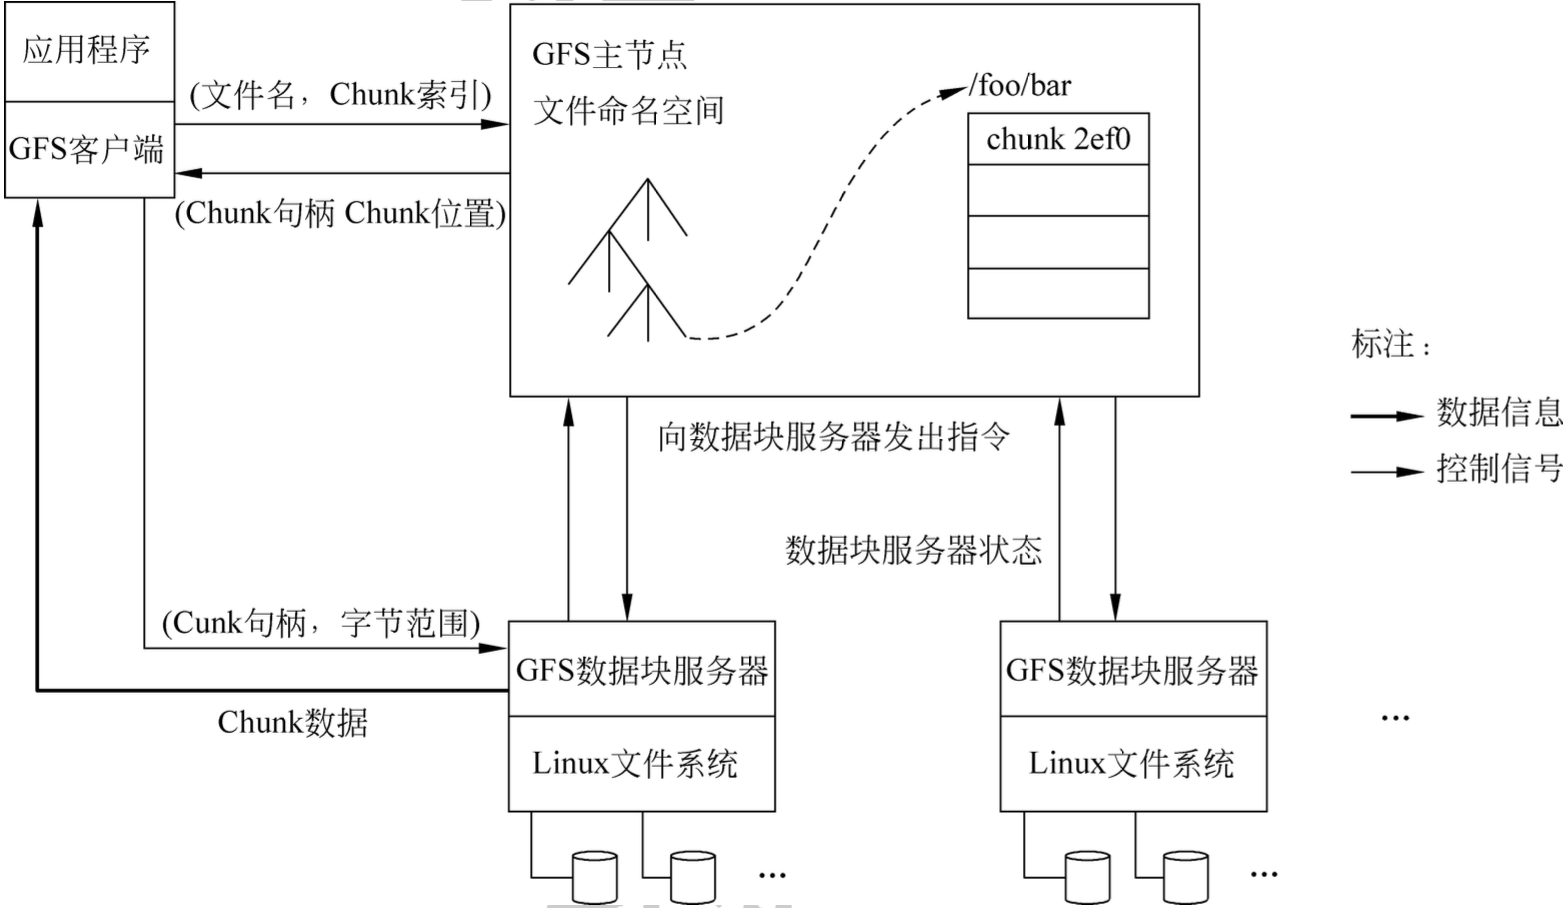 应用程序
GFS客户端
(文件名，Chunk索引)
(Chunk句柄 Chunk位置)
GFS主节点
文件命名空间
/foo/bar
chunk 2ef0
标注：
数据信息
控制信号
向数据块服务器发出指令
数据块服务器状态
(Cunk句柄，字节范围)
Chunk数据
GFS数据块服务器
Linux文件系统
...
GFS数据块服务器
Linux文件系统
...
...